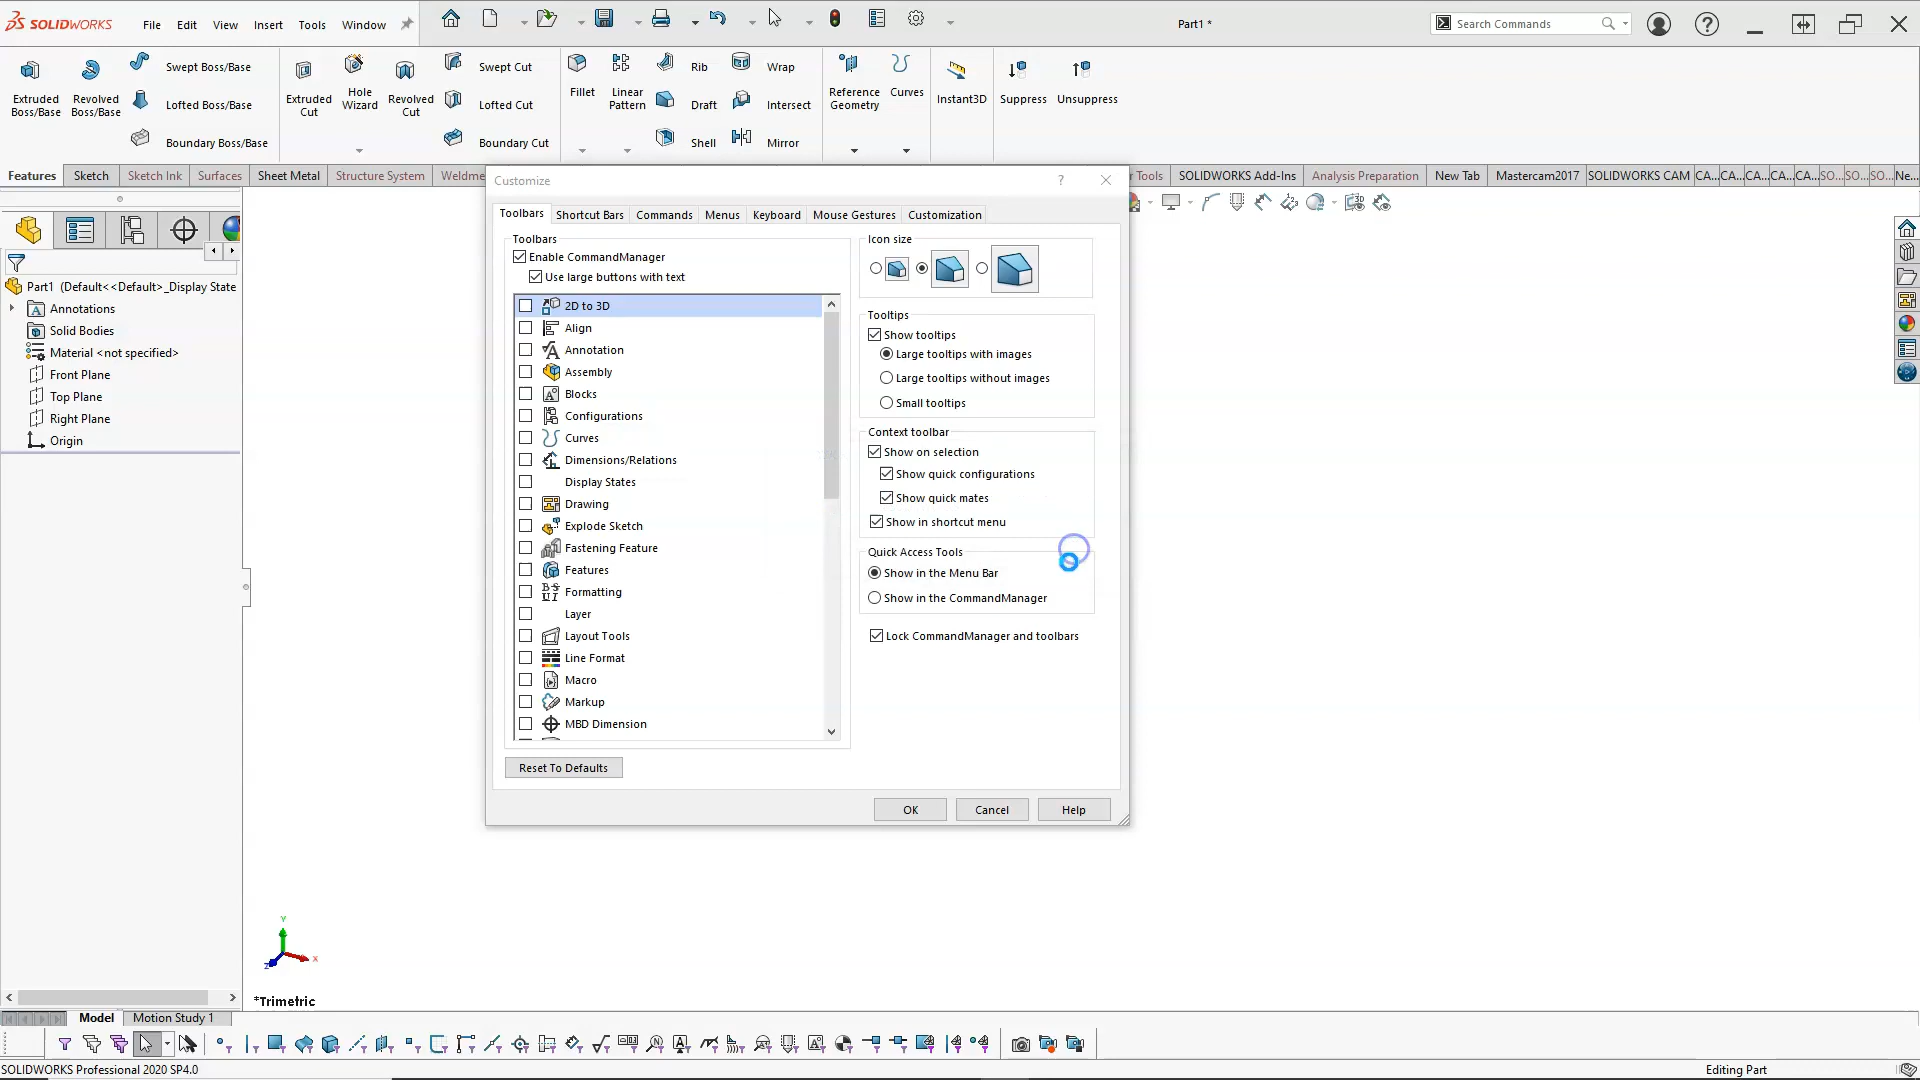 SOLIDWORKS File Edit View Insert Tools Window Part1 * Search Commands
Extruded Boss/Base
Revolved Boss/Base
Swept Boss/Base
Lofted Boss/Base
Boundary Boss/Base
Extruded Cut
Hole Wizard
Revolved Cut
Swept Cut
Lofted Cut
Boundary Cut
Fillet
Linear Pattern
Rib
Draft
Shell
Wrap
Intersect
Mirror
Reference Geometry
Curves
Instant3D
Suppress
Unsuppress
Features Sketch Sketch Ink Surfaces Sheet Metal Structure System Weldme r Tools SOLIDWORKS Add-Ins Analysis Preparation New Tab Mastercam2017 SOLIDWORKS CAM CA... CA... CA... CA... CA... SO... SO... SO... Ne...
Part1 (Default<<Default>_Display State
Annotations
Solid Bodies
Material <not specified>
Front Plane
Top Plane
Right Plane
Origin
Customize
Toolbars Shortcut Bars Commands Menus Keyboard Mouse Gestures Customization
Toolbars
Enable CommandManager
Use large buttons with text
2D to 3D
Align
Annotation
Assembly
Blocks
Configurations
Curves
Dimensions/Relations
Display States
Drawing
Explode Sketch
Fastening Feature
Features
Formatting
Layer
Layout Tools
Line Format
Macro
Markup
MBD Dimension
Reset To Defaults
Icon size
Tooltips
Show tooltips
Large tooltips with images
Large tooltips without images
Small tooltips
Context toolbar
Show on selection
Show quick configurations
Show quick mates
Show in shortcut menu
Quick Access Tools
Show in the Menu Bar
Show in the CommandManager
Lock CommandManager and toolbars
OK Cancel Help
Y
X
Z
*Trimetric
Model Motion Study 1
SOLIDWORKS Professional 2020 SP4.0 Editing Part